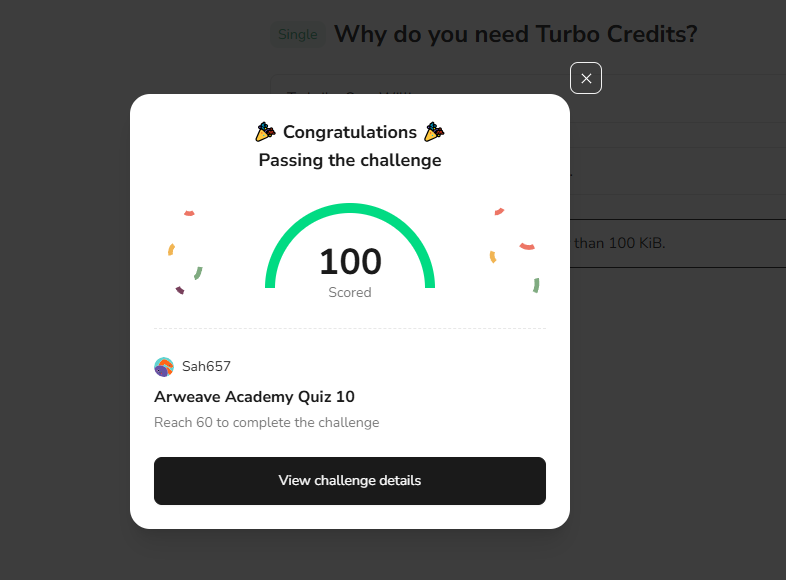 Single Why do you need Turbo Credits?
Congratulations
Passing the challenge
than 100 KiB.
100
Scored
Sah657
Arweave Academy Quiz 10
Reach 60 to complete the challenge
View challenge details